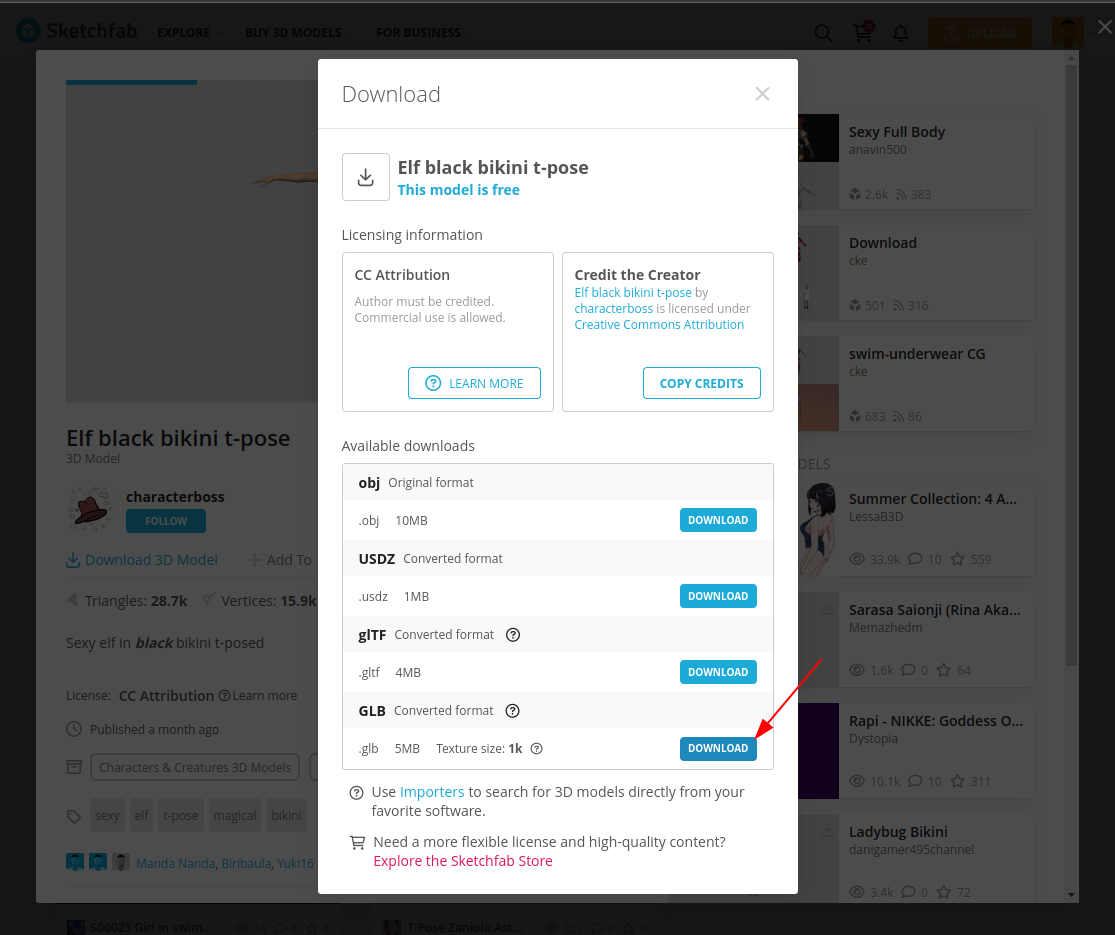 Sketchfab
EXPLORE
BUY 3D MODELS
FOR BUSINESS
UPLOAD
Download
Elf black bikini t-pose
This model is free
Licensing information
CC Attribution
Author must be credited.
Commercial use is allowed.
LEARN MORE
Credit the Creator
Elf black bikini t-pose by
characterboss is licensed under
Creative Commons Attribution
COPY CREDITS
Available downloads
obj Original format
.obj 10MB DOWNLOAD
USDZ Converted format
.usdz 1MB DOWNLOAD
glTF Converted format ?
.gltf 4MB DOWNLOAD
GLB Converted format ?
.glb 5MB Texture size: 1k ? DOWNLOAD
Use Importers to search for 3D models directly from your
favorite software.
Need a more flexible license and high-quality content?
Explore the Sketchfab Store
Elf black bikini t-pose
3D Model
characterboss
FOLLOW
Download 3D Model
Add To
Triangles: 28.7k
Vertices: 15.9k
Sexy elf in black bikini t-posed
License: CC Attribution ? Learn more
Published a month ago
Characters & Creatures 3D Models
sexy
elf
t-pose
magical
bikini
Manda Nanda, Biribaula, Yuki16
Sexy Full Body
anavin500
2.6k 383
Download
cke
501 316
swim-underwear CG
cke
683 86
DELS
Summer Collection: 4 A...
LessaB3D
33.9k 10 559
Sarasa Saionji (Rina Aka...
Memazhedm
1.6k 0 64
Rapi - NIKKE: Goddess O...
Dystopia
10.1k 10 311
Ladybug Bikini
danigamer495channel
3.4k 0 72
S00025 Girl in swim...
T-Pose Zaniolo Ast...